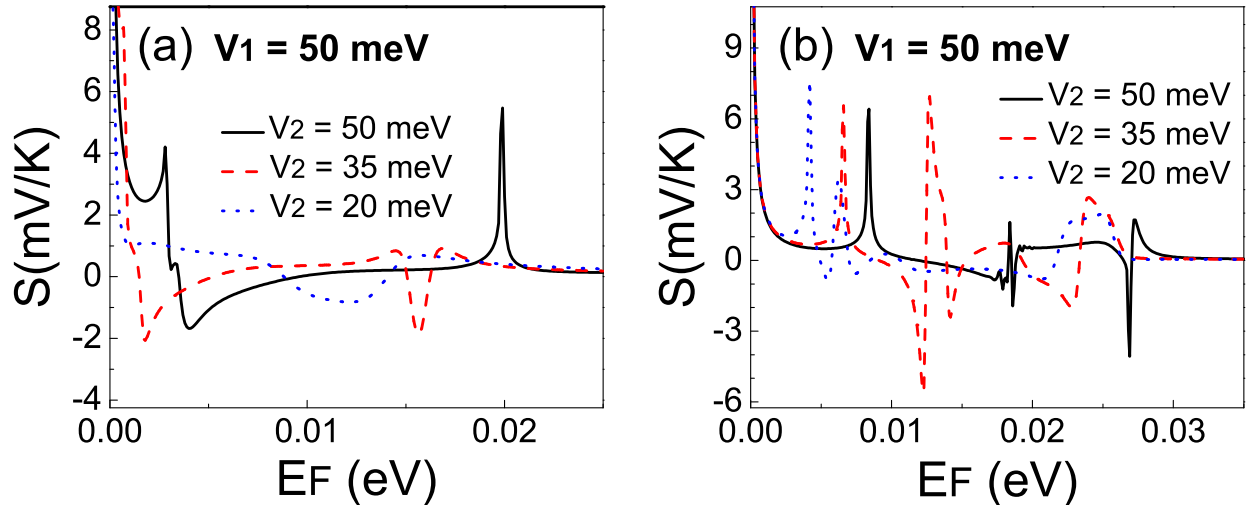 (a) V1 = 50 meV
V2 = 50 meV
V2 = 35 meV
V2 = 20 meV
S(mV/K)
8
6
4
2
0
-2
-4
0.00 0.01 0.02
EF (eV)
(b) V1 = 50 meV
V2 = 50 meV
V2 = 35 meV
V2 = 20 meV
S(mV/K)
9
6
3
0
-3
-6
0.00 0.01 0.02 0.03
EF (eV)